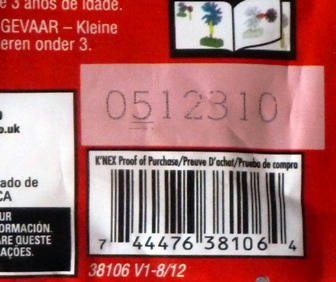 e 3 anos de idade.
GEVAAR – Kleine
eren onder 3.
0512310
o.uk
K'NEX Proof of Purchase/Preuve D'achat/Prueba de compra
ado de
CA
UR
ORMACIÓN.
ARE QUESTE
AÇÕES.
7 44476 38106 4
38106 V1-8/12